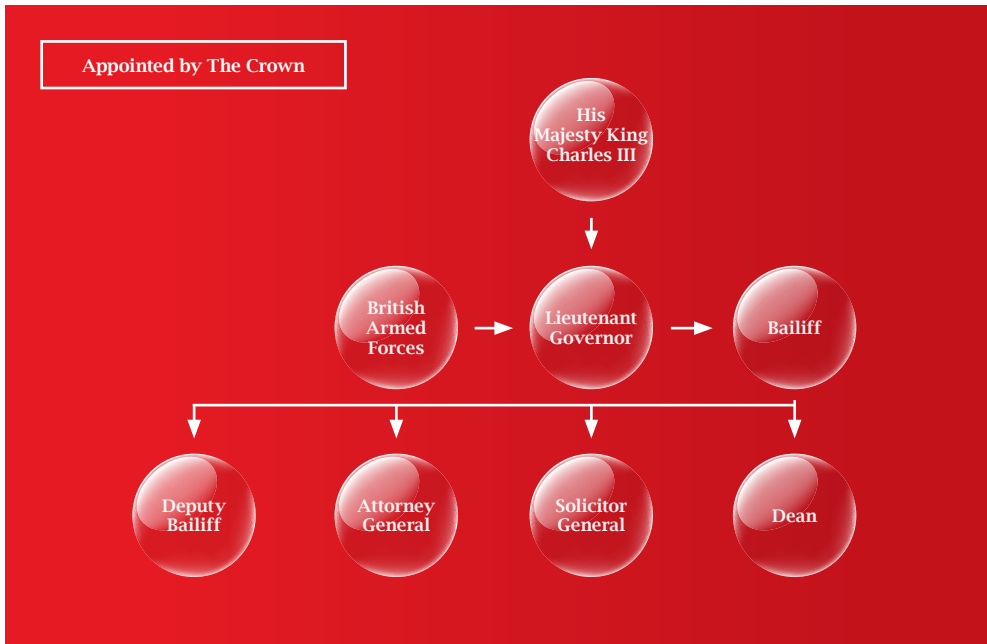 Appointed by The Crown
His
Majesty King
Charles III
British
Armed
Forces
Lieutenant
Governor
Bailiff
Deputy
Bailiff
Attorney
General
Solicitor
General
Dean